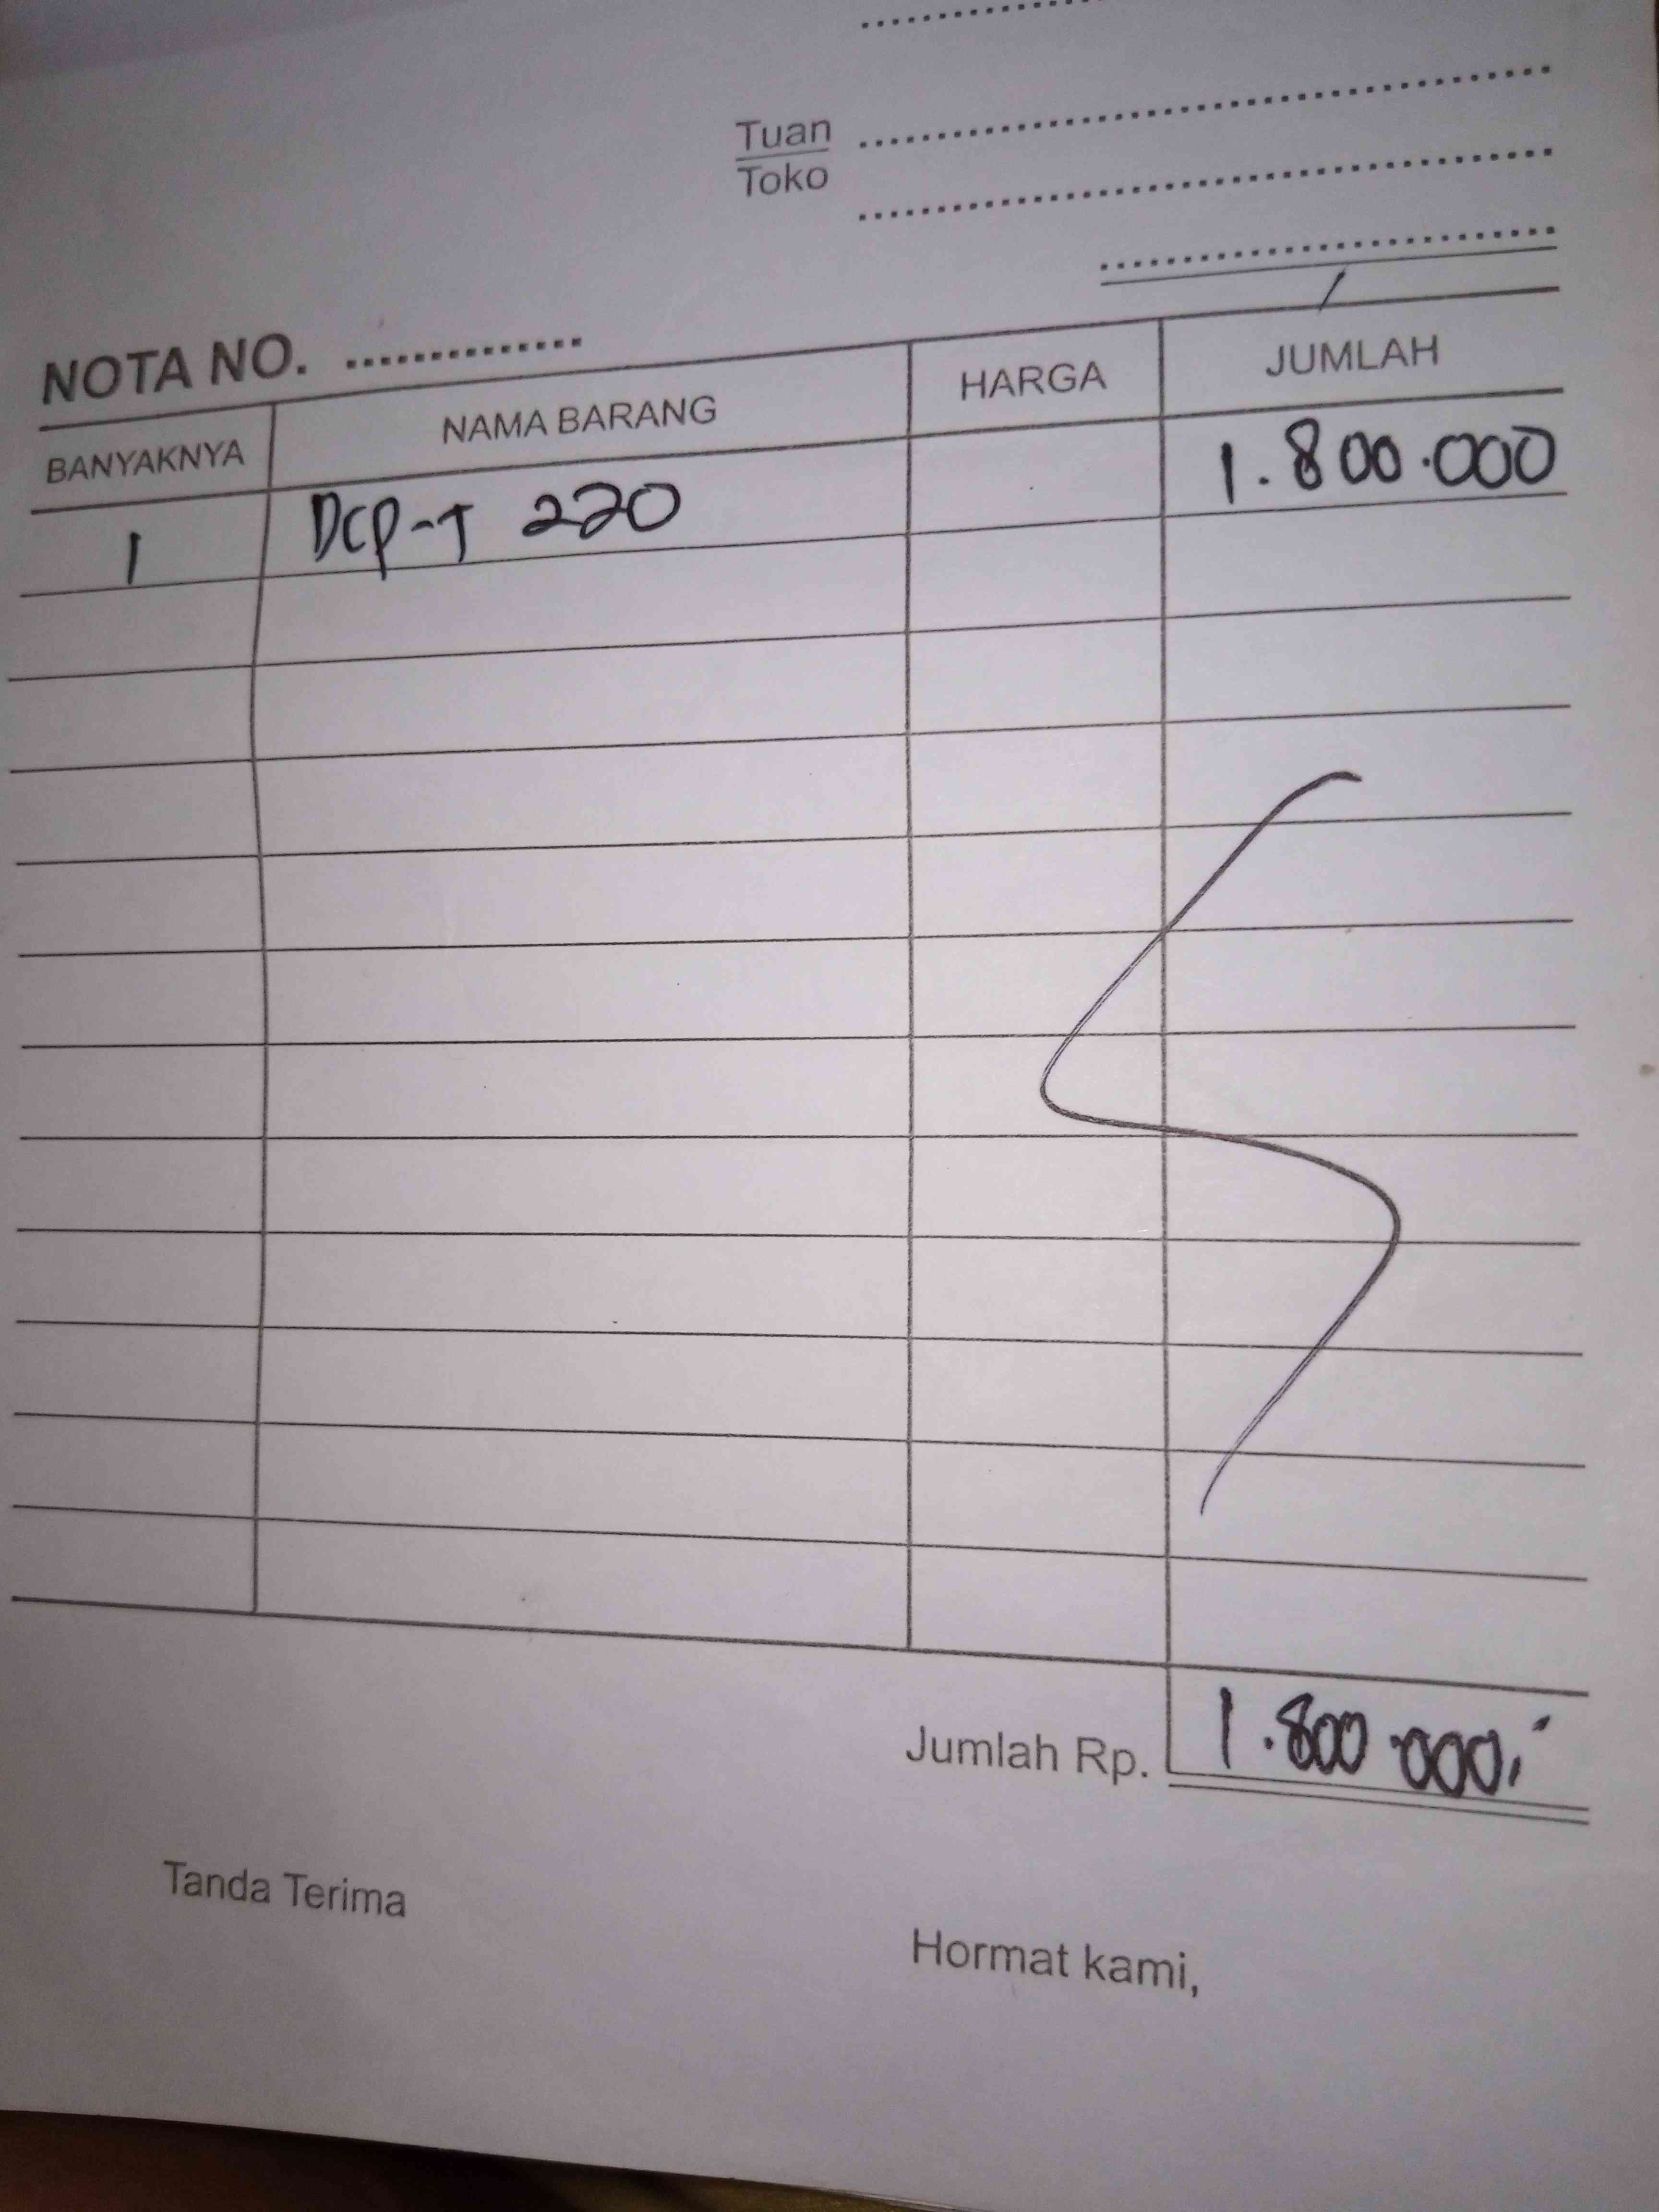 Tuan
Toko
NOTA NO. ..............
BANYAKNYA NAMA BARANG HARGA JUMLAH
1 DCP-T 220 1.800.000
Jumlah Rp. 1.800.000,-
Tanda Terima
Hormat kami,